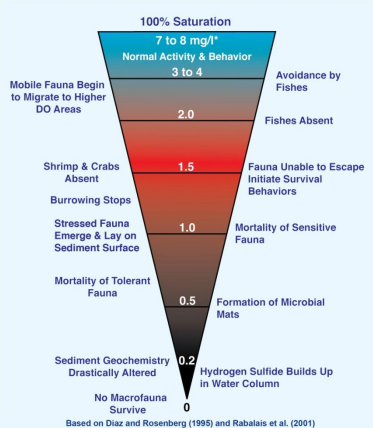 100% Saturation
7 to 8 mg/l*
Normal Activity & Behavior
3 to 4
Mobile Fauna Begin
to Migrate to Higher
DO Areas
Avoidance by
Fishes
2.0
Fishes Absent
1.5
Shrimp & Crabs
Absent
Fauna Unable to Escape
Initiate Survival
Behaviors
Burrowing Stops
Stressed Fauna
Emerge & Lay on
Sediment Surface
1.0
Mortality of Sensitive
Fauna
Mortality of Tolerant
Fauna
0.5
Formation of Microbial
Mats
Sediment Geochemistry
Drastically Altered
0.2
Hydrogen Sulfide Builds Up
in Water Column
No Macrofauna
Survive
0
Based on Diaz and Rosenberg (1995) and Rabalais et al. (2001)